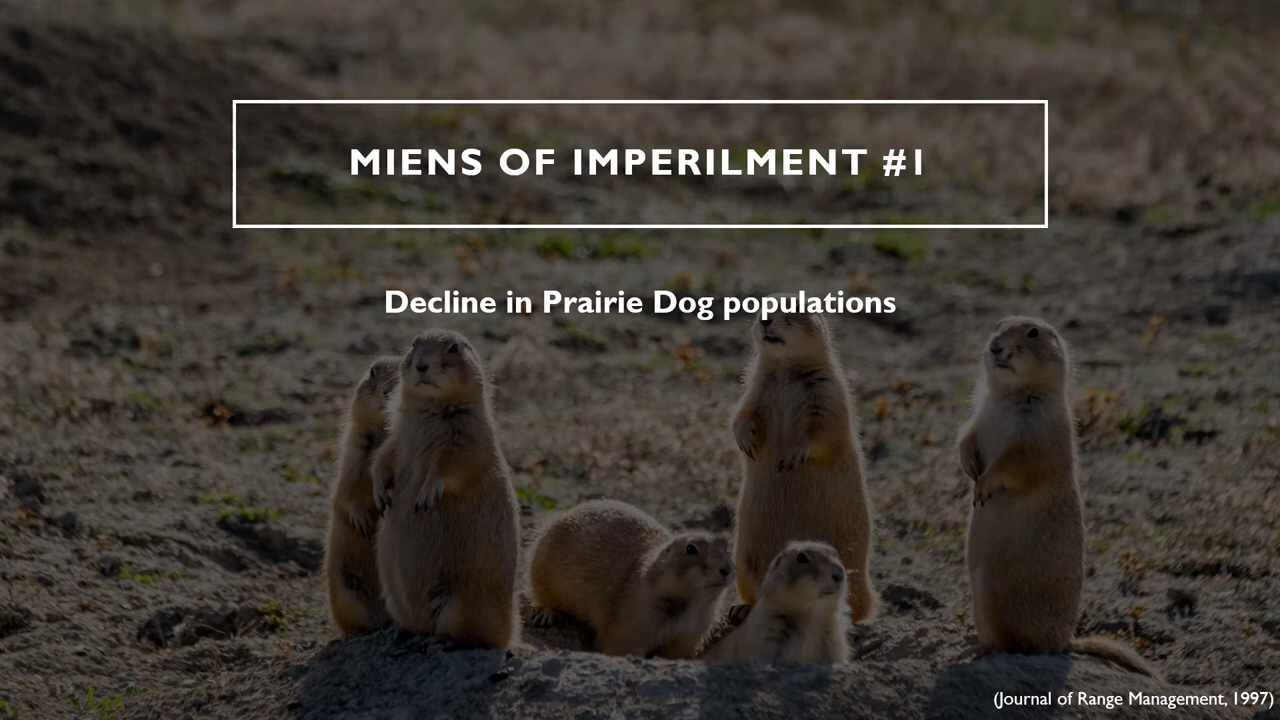 MIENS OF IMPERILMENT #1
Decline in Prairie Dog populations
(Journal of Range Management, 1997)